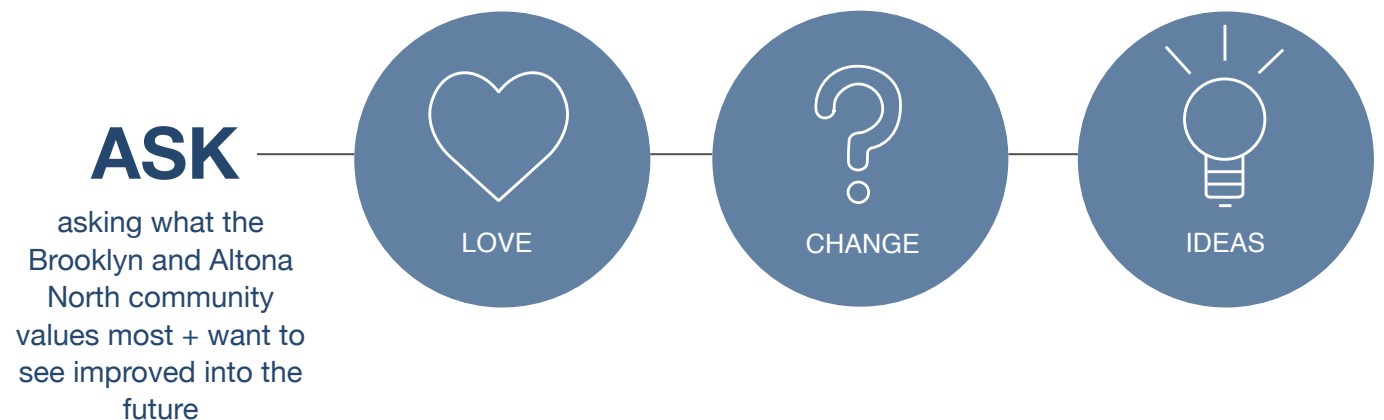 ASK
asking what the
Brooklyn and Altona
North community
values most + want to
see improved into the
future
LOVE
CHANGE
IDEAS